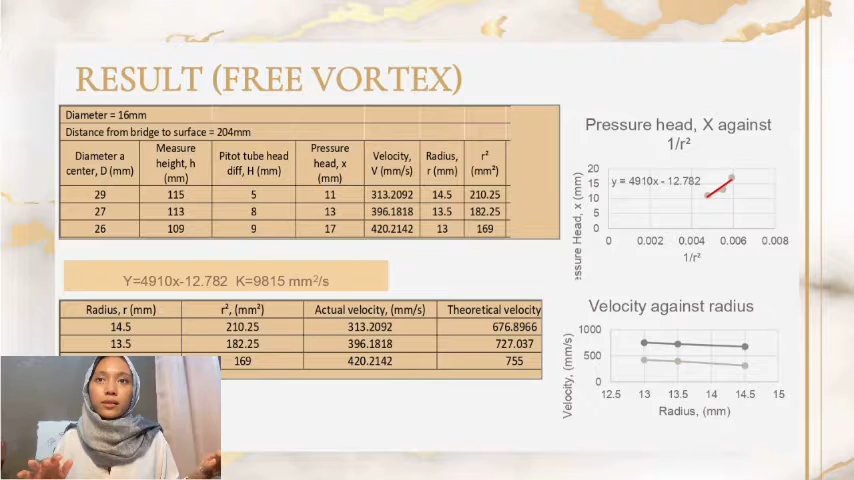 RESULT (FREE VORTEX)
Diameter = 16mm
Distance from bridge to surface = 204mm
Diameter a center, D (mm) Measure height, h (mm) Pitot tube head diff, H (mm) Pressure head, x (mm) Velocity, V (mm/s) Radius, r (mm) r² (mm²)
29 115 5 11 313.2092 14.5 210.25
27 113 8 13 396.1818 13.5 182.25
26 109 9 17 420.2142 13 169
Y=4910x-12.782 K=9815 mm²/s
Radius, r (mm) r², (mm²) Actual velocity, (mm/s) Theoretical velocity
14.5 210.25 313.2092 676.8966
13.5 182.25 396.1818 727.037
169 420.2142 755
Pressure head, X against
1/r²
y = 4910x - 12.782
essure Head, x (mm)
20
15
10
5
0
0 0.002 0.004 0.006 0.008
1/r²
Velocity against radius
Velocity, (mm/s)
1000
500
0
12.5 13 13.5 14 14.5 15
Radius, (mm)